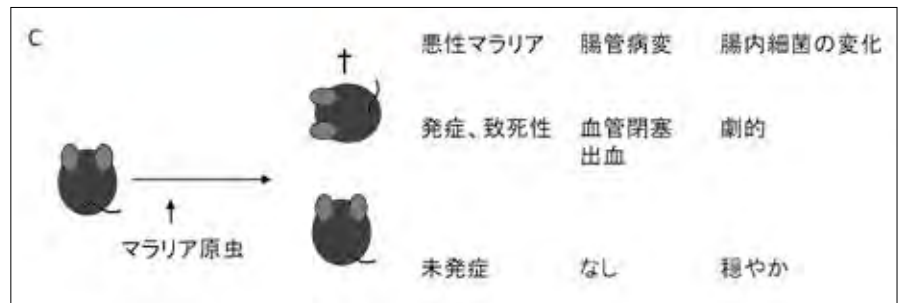 C
悪性マラリア 腸管病変 腸内細菌の変化
†
発症、致死性 血管閉塞 劇的
出血
マラリア原虫
未発症 なし 穏やか